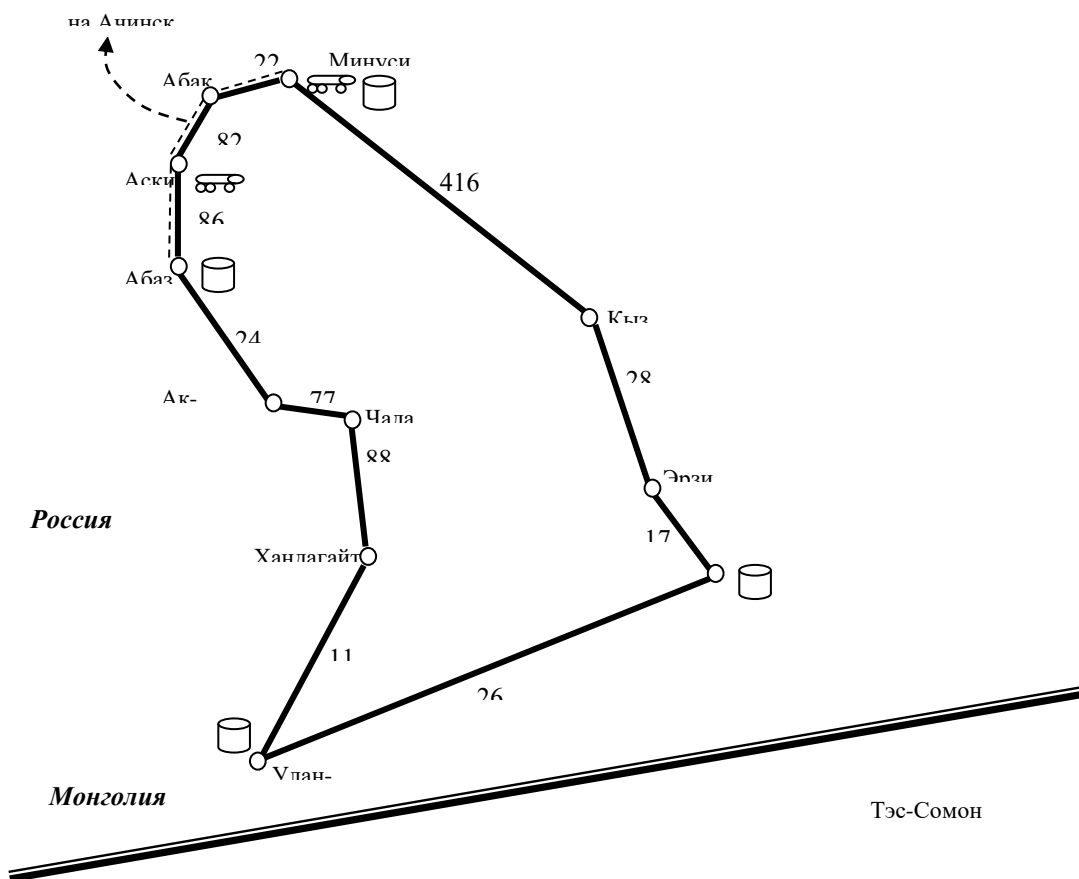 на Ачинск
22
Минуси
Абак
82
Аски
416
86
Абаз
Кыз
24
28
Ак-
77
Чада
88
Эрзи
Россия
17
Хандагайт
11
26
Улан-
Монголия
Тэс-Сомон